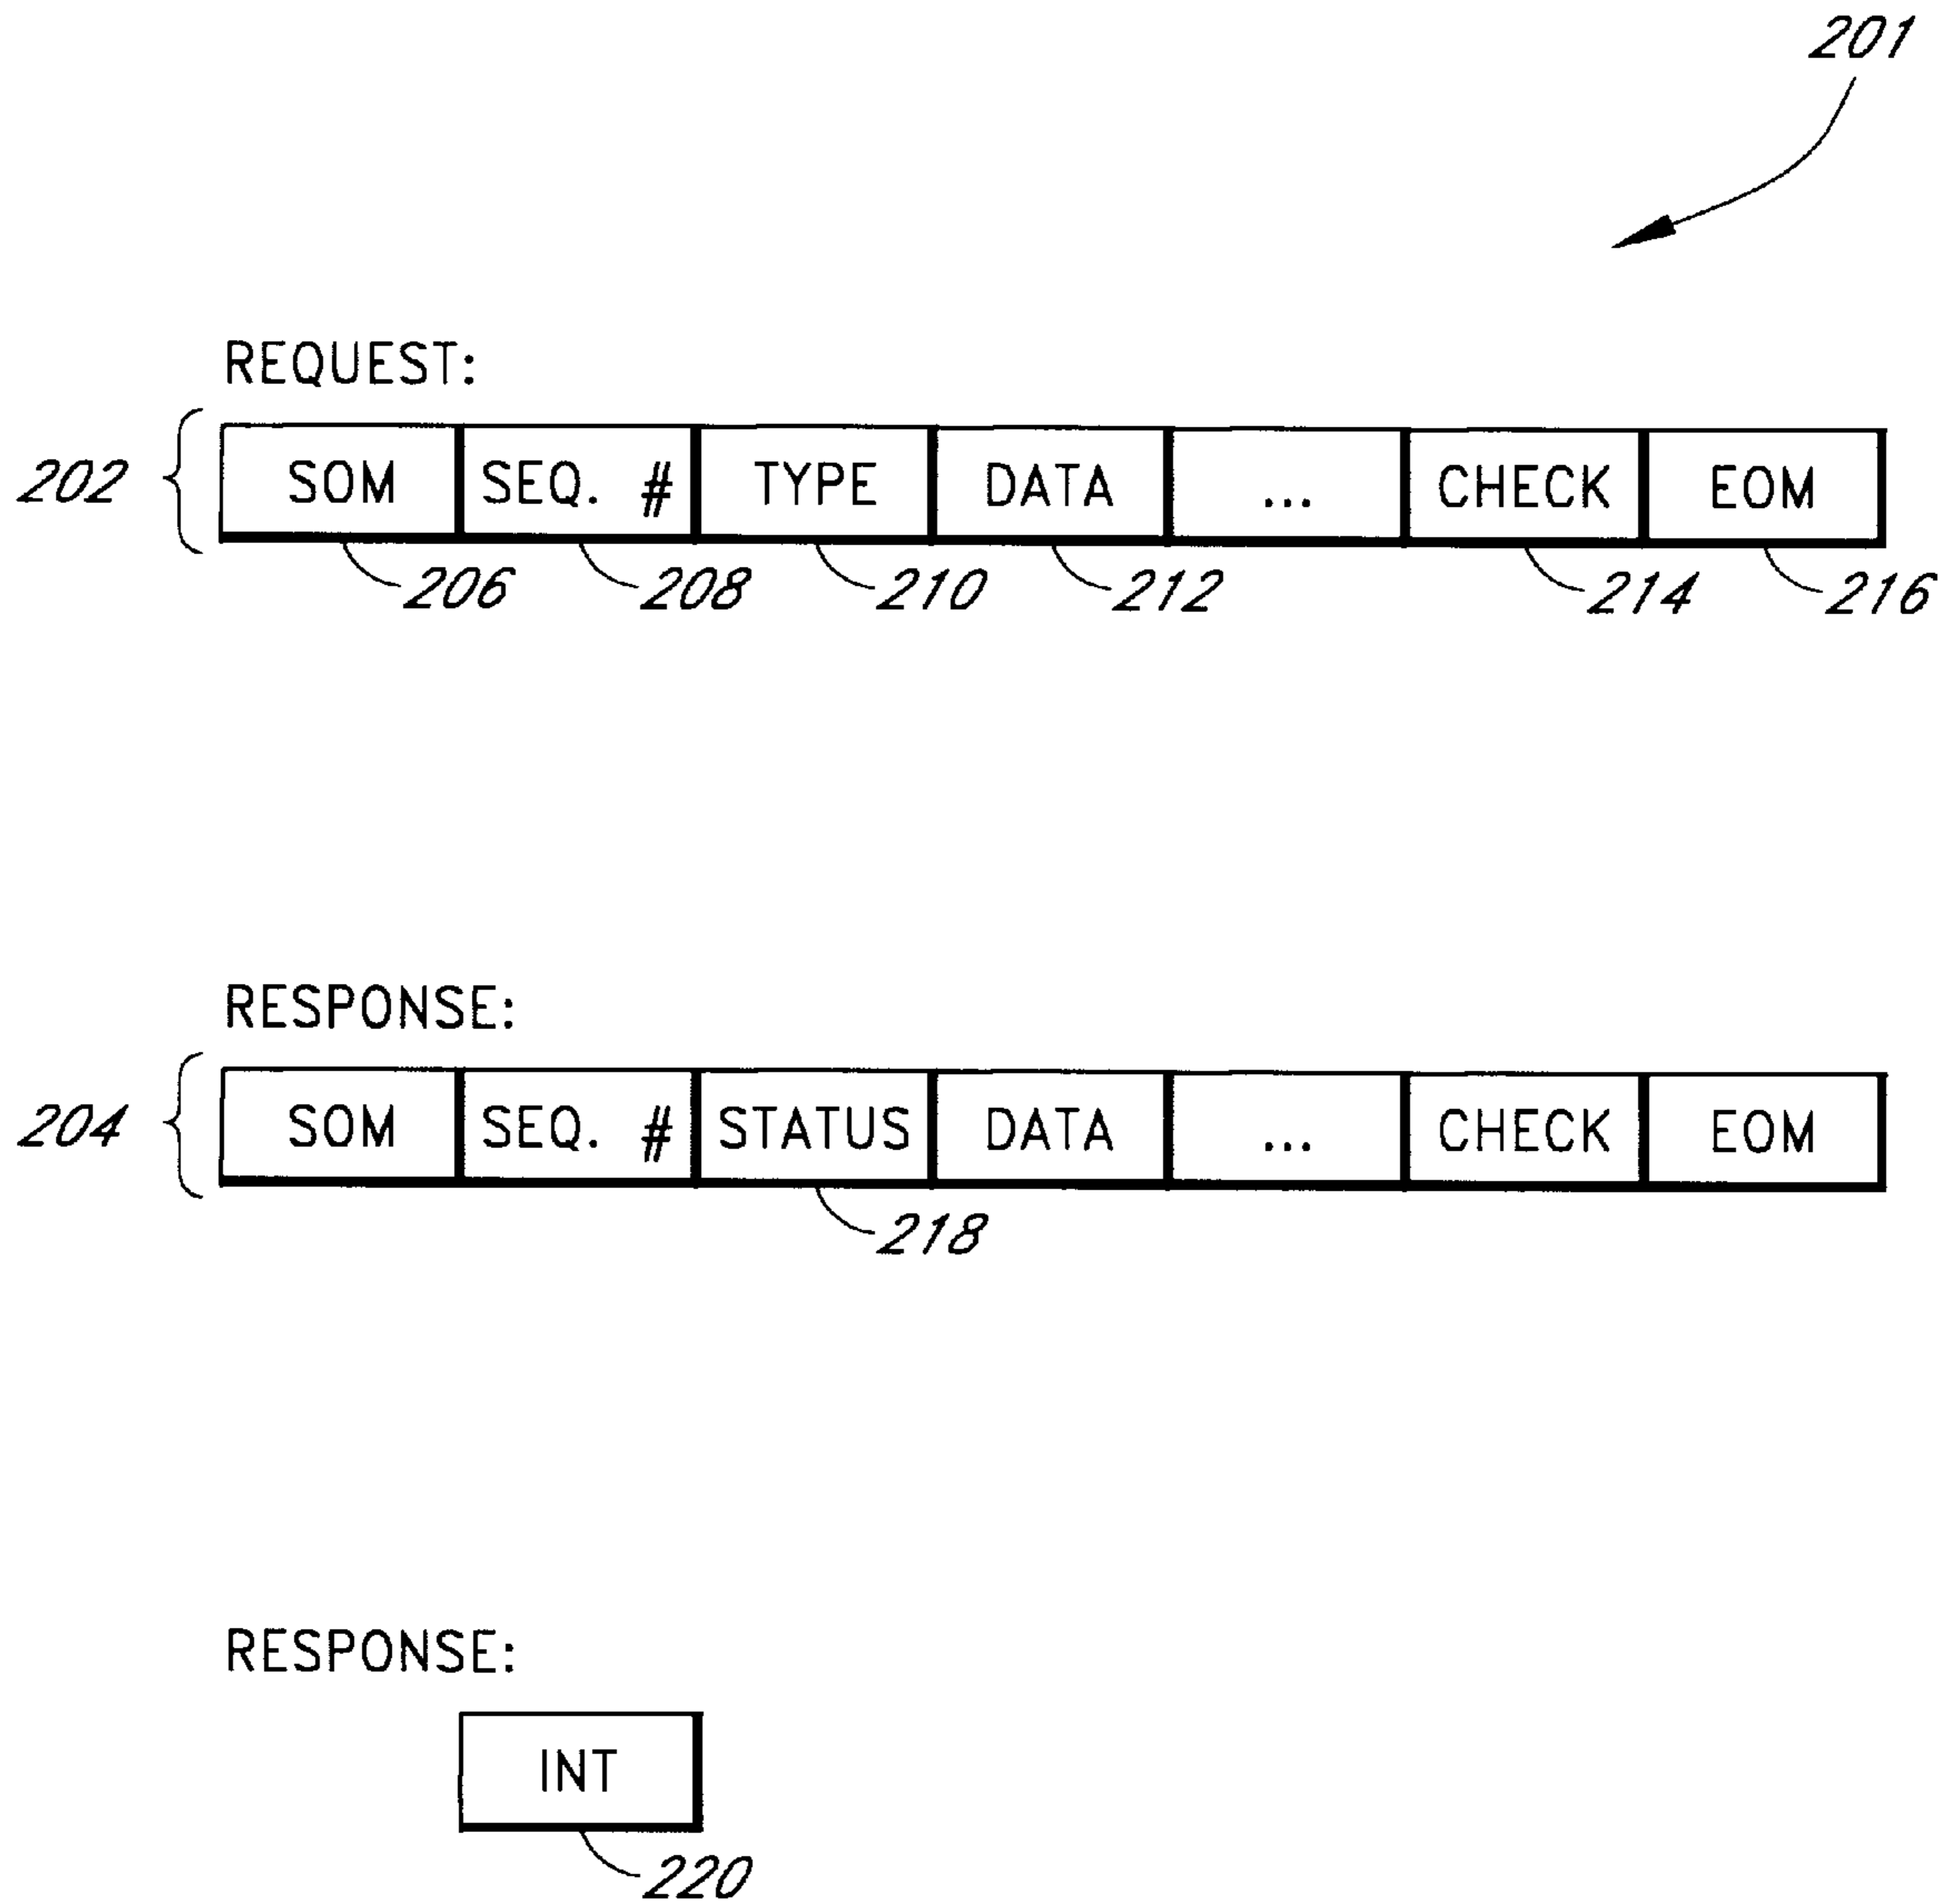 201
REQUEST:
202 SOM SEQ. # TYPE DATA ... CHECK EOM
206 208 210 212 214 216
RESPONSE:
204 SOM SEQ. # STATUS DATA ... CHECK EOM
218
RESPONSE:
INT
220